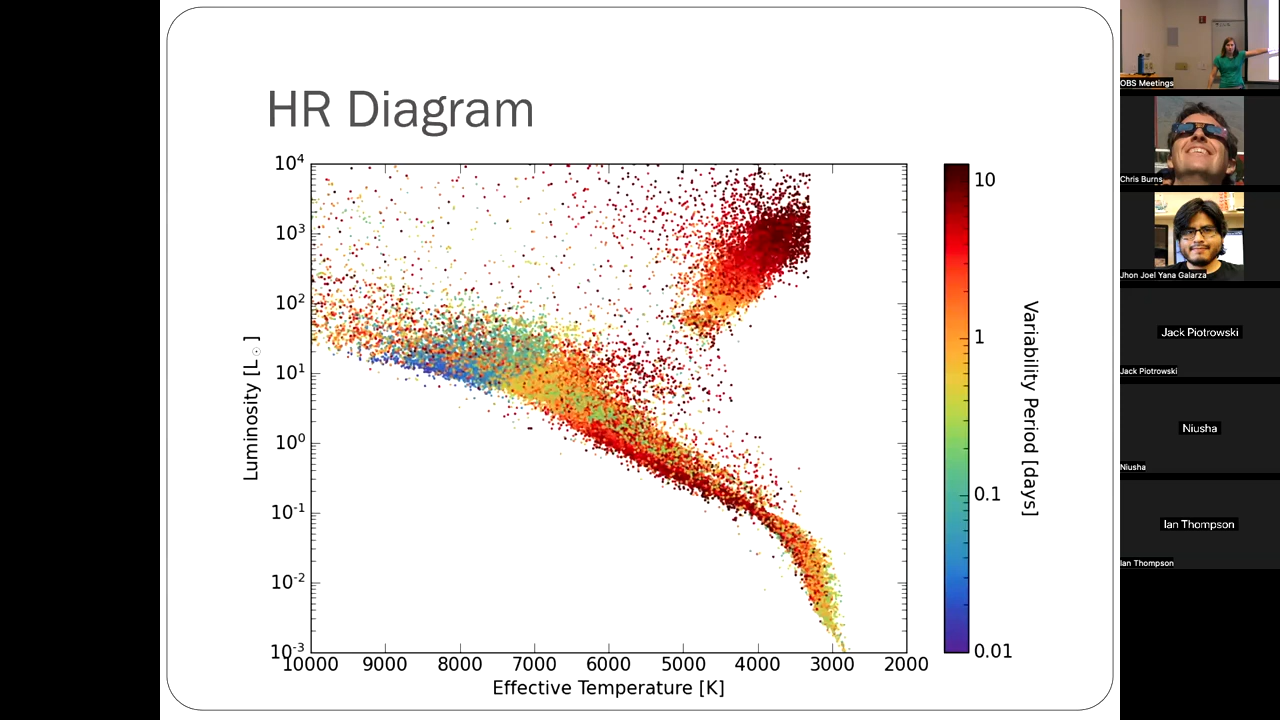 HR Diagram
10⁴
10³
10²
10¹
10⁰
10⁻¹
10⁻²
10⁻³
Luminosity [L☉]
10000 9000 8000 7000 6000 5000 4000 3000 2000
Effective Temperature [K]
10
1
0.1
0.01
Variability Period [days]
OBS Meetings
Chris Burns
Jhon Joel Yana Galarza
Jack Piotrowski
Jack Piotrowski
Niusha
Niusha
Ian Thompson
Ian Thompson